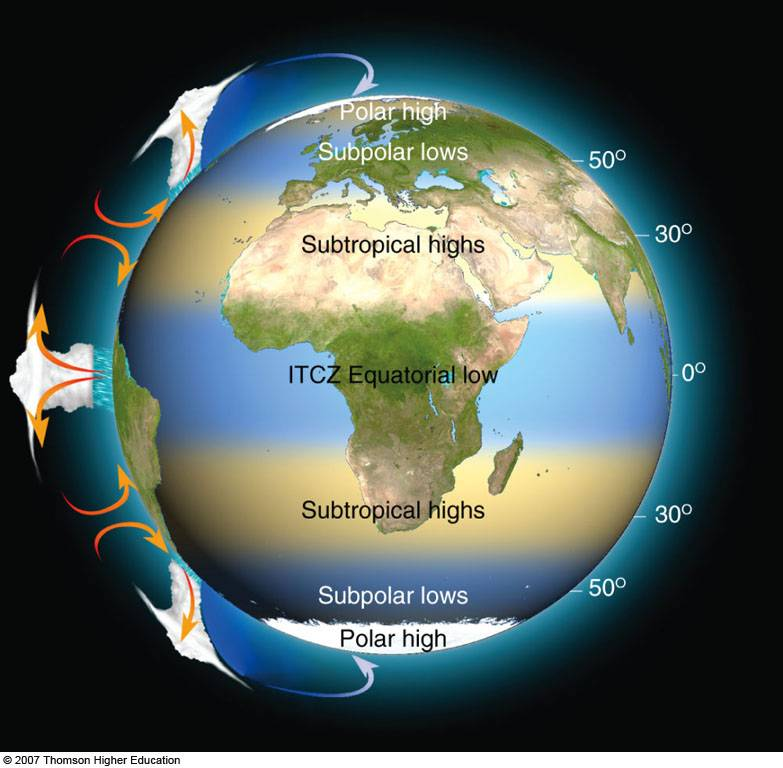 Polar high
Subpolar lows
50°
Subtropical highs
30°
ITCZ Equatorial low
0°
Subtropical highs
30°
Subpolar lows
50°
Polar high
© 2007 Thomson Higher Education